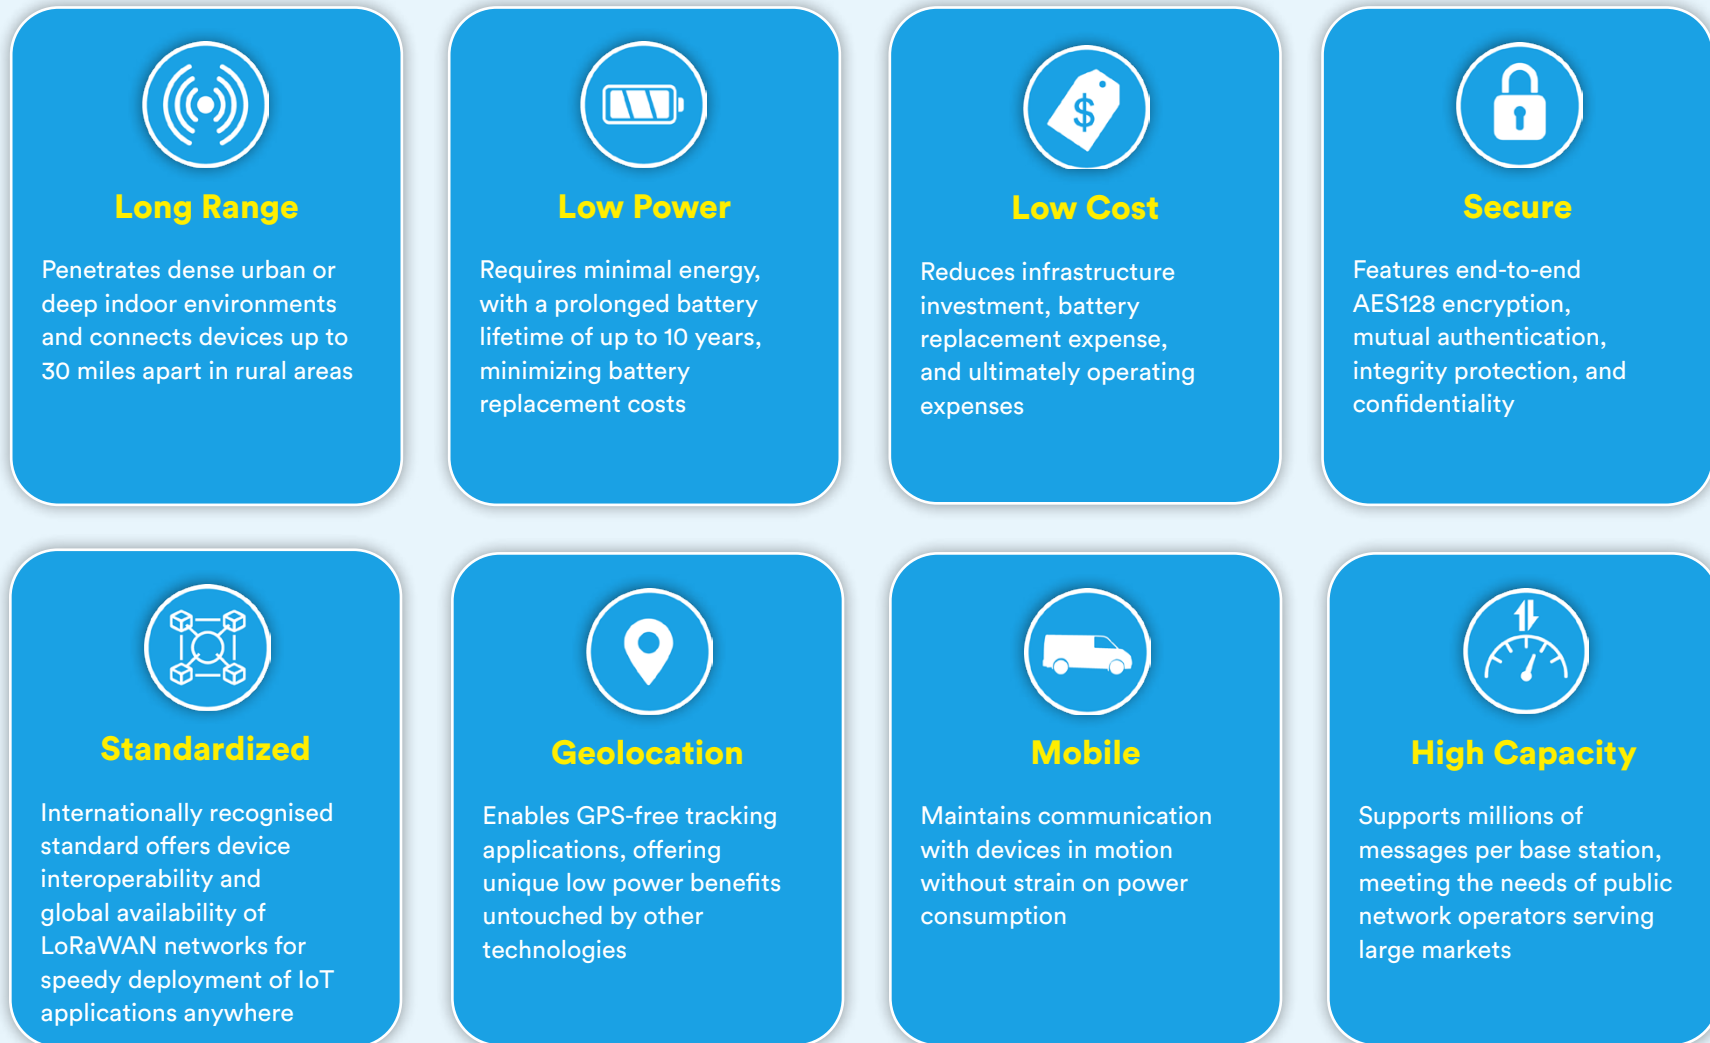 Long Range
Penetrates dense urban or
deep indoor environments
and connects devices up to
30 miles apart in rural areas
Low Power
Requires minimal energy,
with a prolonged battery
lifetime of up to 10 years,
minimizing battery
replacement costs
$
Low Cost
Reduces infrastructure
investment, battery
replacement expense,
and ultimately operating
expenses
Secure
Features end-to-end
AES128 encryption,
mutual authentication,
integrity protection, and
confidentiality
Standardized
Internationally recognised
standard offers device
interoperability and
global availability of
LoRaWAN networks for
speedy deployment of IoT
applications anywhere
Geolocation
Enables GPS-free tracking
applications, offering
unique low power benefits
untouched by other
technologies
Mobile
Maintains communication
with devices in motion
without strain on power
consumption
High Capacity
Supports millions of
messages per base station,
meeting the needs of public
network operators serving
large markets